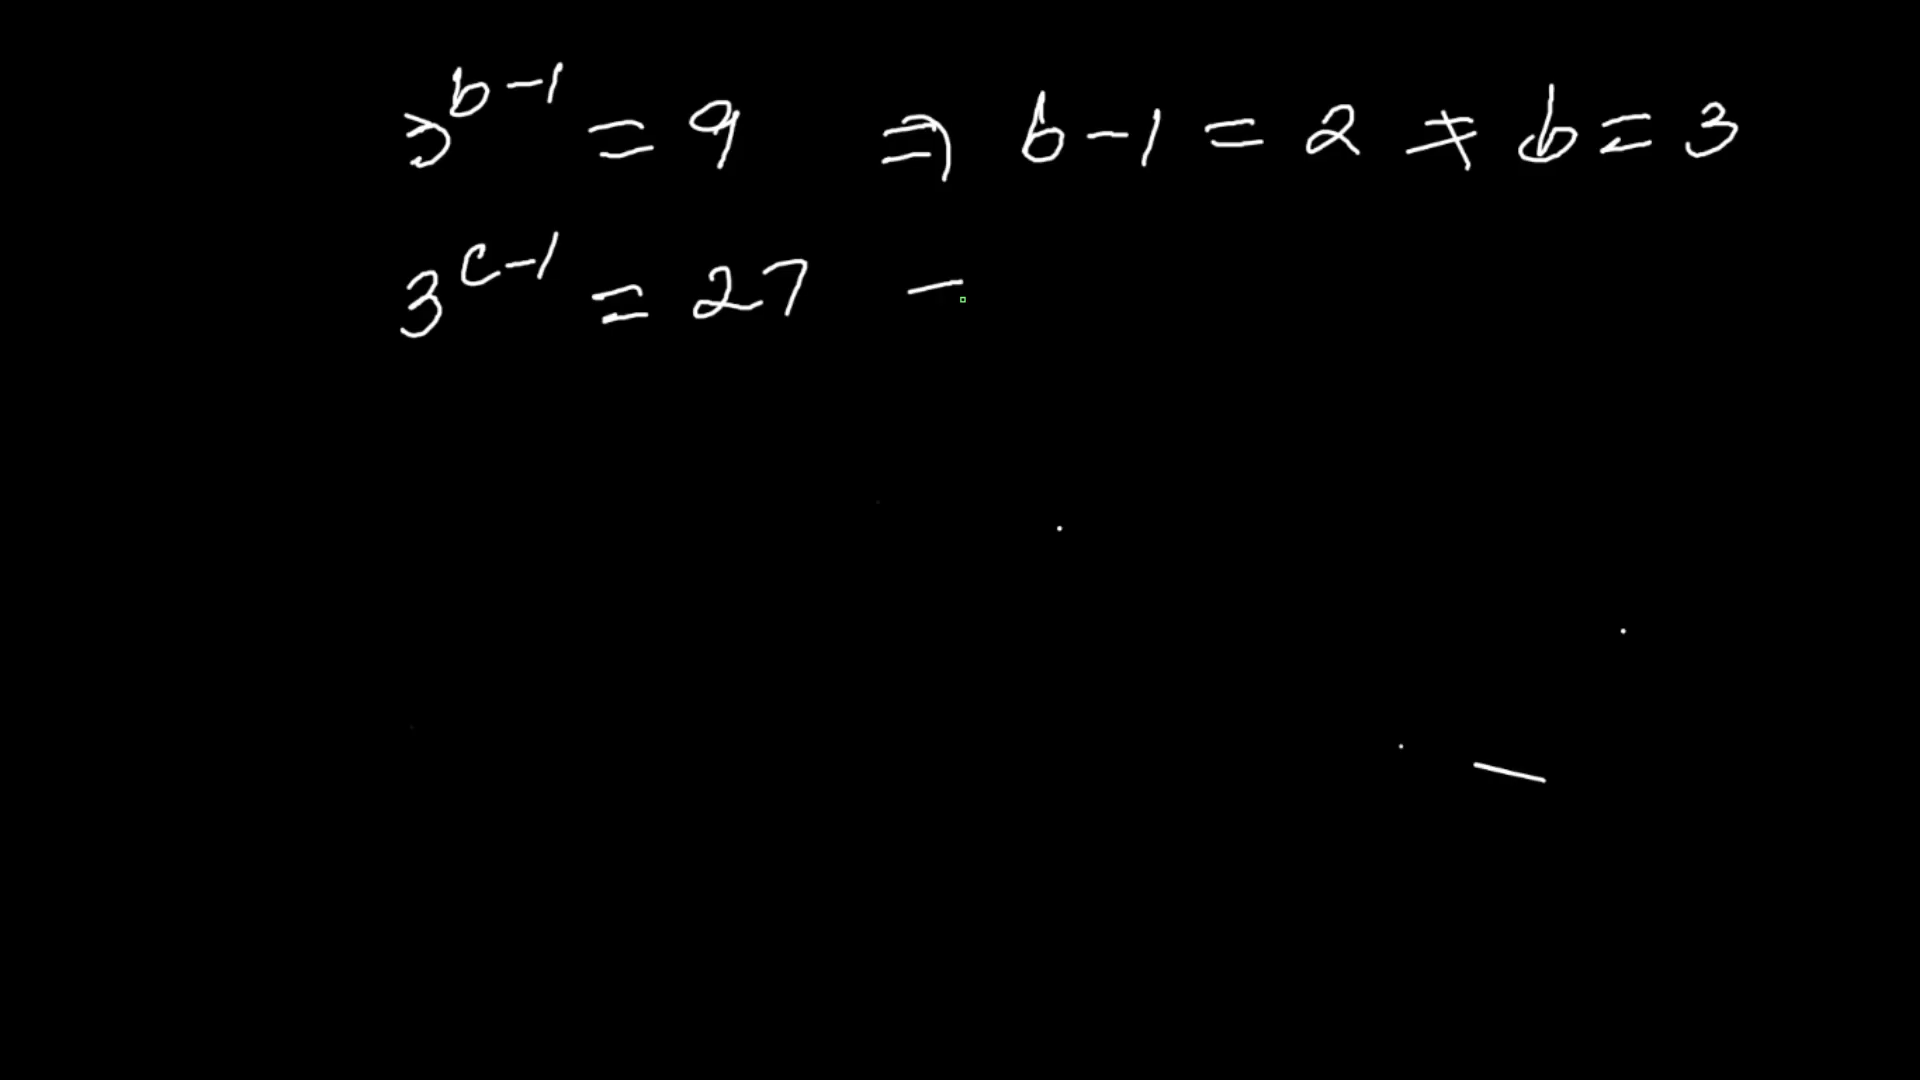 3^{b-1} = 9 ⇒ b-1 = 2 ⇒ b = 3
3^{c-1} = 27 -